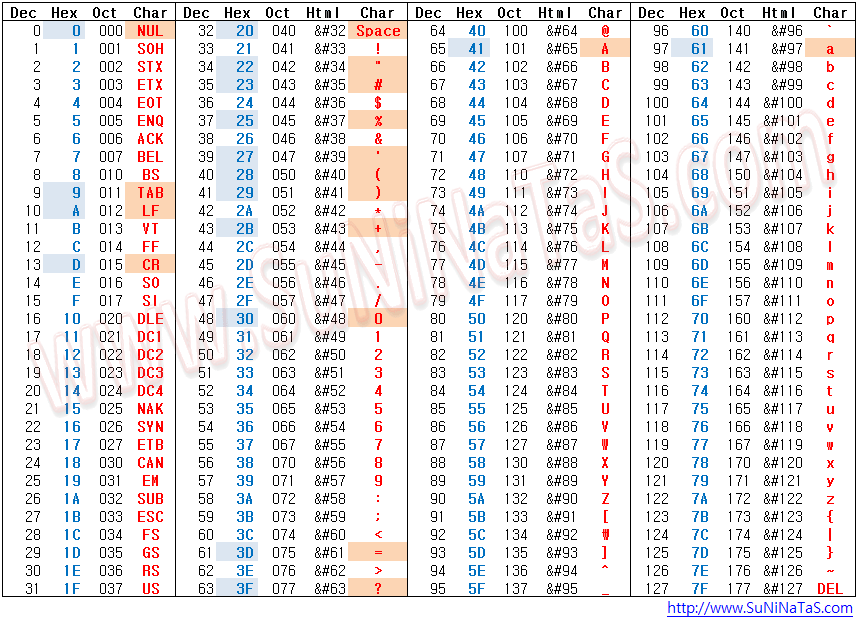 Dec Hex Oct Char Dec Hex Oct Html Char Dec Hex Oct Html Char Dec Hex Oct Html Char
0 0 000 NUL 32 20 040 &#32 Space 64 40 100 &#64 @ 96 60 140 &#96 `
1 1 001 SOH 33 21 041 &#33 ! 65 41 101 &#65 A 97 61 141 &#97 a
2 2 002 STX 34 22 042 &#34 " 66 42 102 &#66 B 98 62 142 &#98 b
3 3 003 ETX 35 23 043 &#35 # 67 43 103 &#67 C 99 63 143 &#99 c
4 4 004 EOT 36 24 044 &#36 $ 68 44 104 &#68 D 100 64 144 &#100 d
5 5 005 ENQ 37 25 045 &#37 % 69 45 105 &#69 E 101 65 145 &#101 e
6 6 006 ACK 38 26 046 &#38 & 70 46 106 &#70 F 102 66 146 &#102 f
7 7 007 BEL 39 27 047 &#39 ' 71 47 107 &#71 G 103 67 147 &#103 g
8 8 010 BS 40 28 050 &#40 ( 72 48 110 &#72 H 104 68 150 &#104 h
9 9 011 TAB 41 29 051 &#41 ) 73 49 111 &#73 I 105 69 151 &#105 i
10 A 012 LF 42 2A 052 &#42 * 74 4A 112 &#74 J 106 6A 152 &#106 j
11 B 013 VT 43 2B 053 &#43 + 75 4B 113 &#75 K 107 6B 153 &#107 k
12 C 014 FF 44 2C 054 &#44 , 76 4C 114 &#76 L 108 6C 154 &#108 l
13 D 015 CR 45 2D 055 &#45 - 77 4D 115 &#77 M 109 6D 155 &#109 m
14 E 016 SO 46 2E 056 &#46 . 78 4E 116 &#78 N 110 6E 156 &#110 n
15 F 017 SI 47 2F 057 &#47 / 79 4F 117 &#79 O 111 6F 157 &#111 o
16 10 020 DLE 48 30 060 &#48 0 80 50 120 &#80 P 112 70 160 &#112 p
17 11 021 DC1 49 31 061 &#49 1 81 51 121 &#81 Q 113 71 161 &#113 q
18 12 022 DC2 50 32 062 &#50 2 82 52 122 &#82 R 114 72 162 &#114 r
19 13 023 DC3 51 33 063 &#51 3 83 53 123 &#83 S 115 73 163 &#115 s
20 14 024 DC4 52 34 064 &#52 4 84 54 124 &#84 T 116 74 164 &#116 t
21 15 025 NAK 53 35 065 &#53 5 85 55 125 &#85 U 117 75 165 &#117 u
22 16 026 SYN 54 36 066 &#54 6 86 56 126 &#86 V 118 76 166 &#118 v
23 17 027 ETB 55 37 067 &#55 7 87 57 127 &#87 W 119 77 167 &#119 w
24 18 030 CAN 56 38 070 &#56 8 88 58 130 &#88 X 120 78 170 &#120 x
25 19 031 EM 57 39 071 &#57 9 89 59 131 &#89 Y 121 79 171 &#121 y
26 1A 032 SUB 58 3A 072 &#58 : 90 5A 132 &#90 Z 122 7A 172 &#122 z
27 1B 033 ESC 59 3B 073 &#59 ; 91 5B 133 &#91 [ 123 7B 173 &#123 {
28 1C 034 FS 60 3C 074 &#60 < 92 5C 134 &#92 ₩ 124 7C 174 &#124 |
29 1D 035 GS 61 3D 075 &#61 = 93 5D 135 &#93 ] 125 7D 175 &#125 }
30 1E 036 RS 62 3E 076 &#62 > 94 5E 136 &#94 ^ 126 7E 176 &#126 ~
31 1F 037 US 63 3F 077 &#63 ? 95 5F 137 &#95 _ 127 7F 177 &#127 DEL
www.SuNiNaTaS.com
http://www.SuNiNaTaS.com